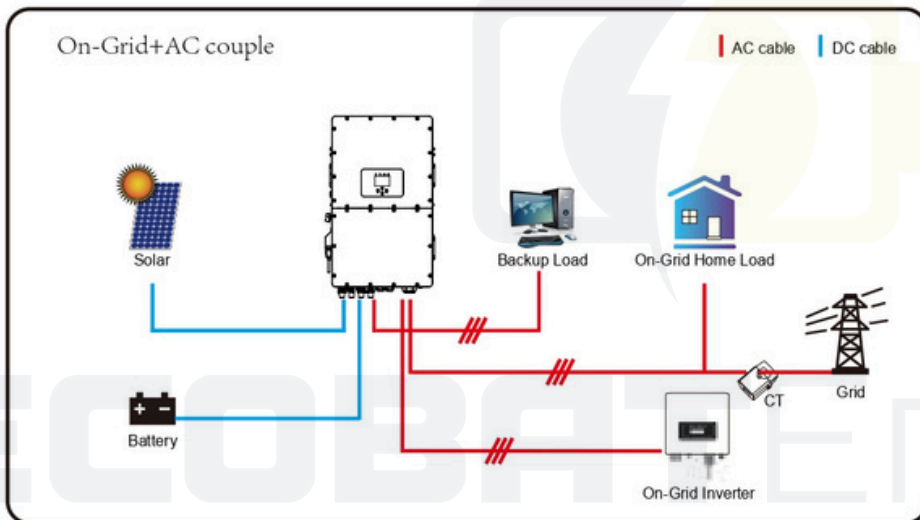 On-Grid+AC couple
AC cable
DC cable
Solar
Backup Load
On-Grid Home Load
Battery
CT
Grid
On-Grid Inverter